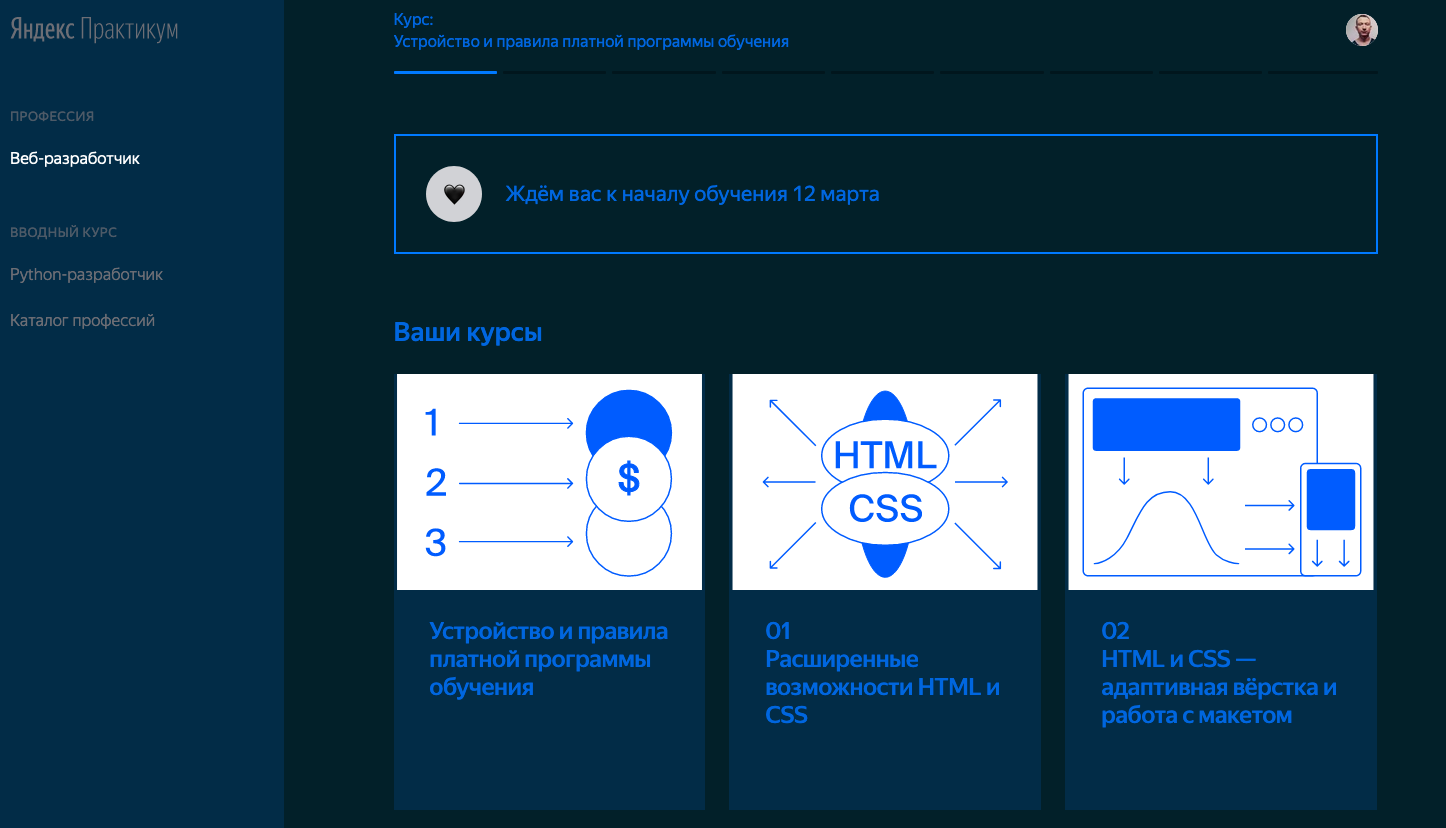 Яндекс Практикум
ПРОФЕССИЯ
Веб-разработчик
ВВОДНЫЙ КУРС
Python-разработчик
Каталог профессий
Курс:
Устройство и правила платной программы обучения
Ждём вас к началу обучения 12 марта
Ваши курсы
1
2
3
$
Устройство и правила
платной программы
обучения
HTML
CSS
01
Расширенные
возможности HTML и
CSS
02
HTML и CSS —
адаптивная вёрстка и
работа с макетом